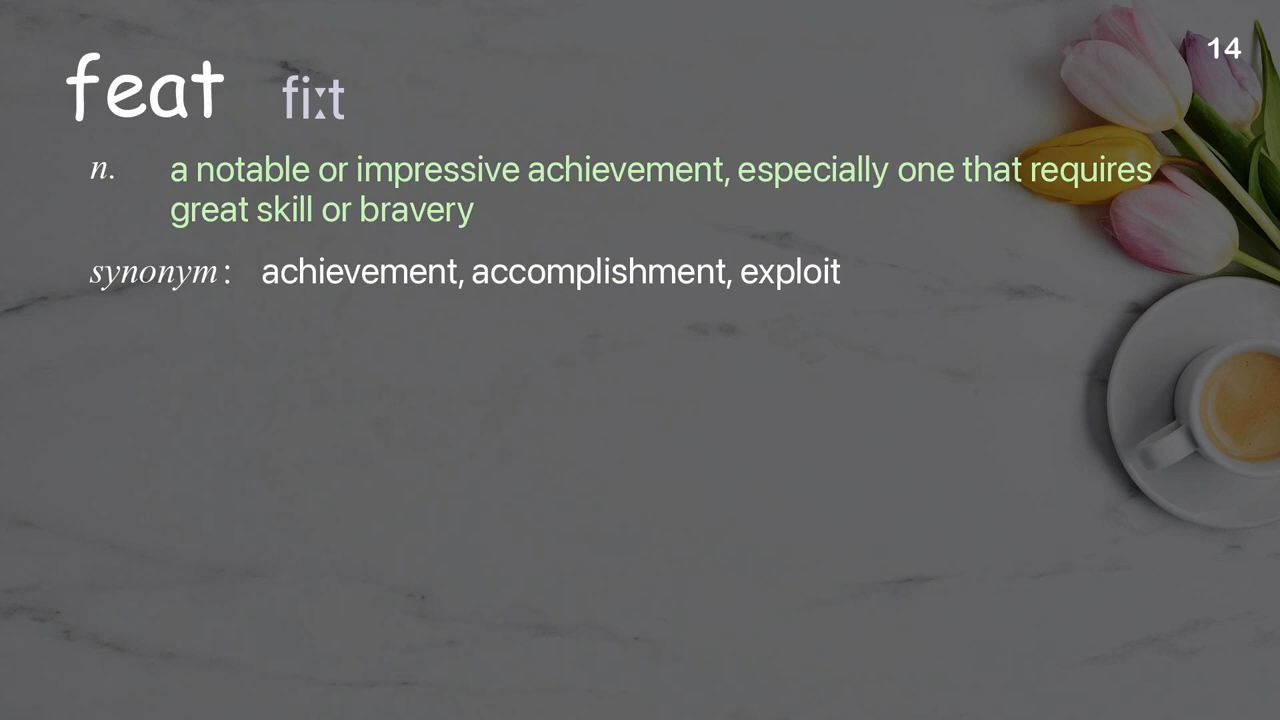 14
feat fiːt
n. a notable or impressive achievement, especially one that requires
great skill or bravery
synonym: achievement, accomplishment, exploit